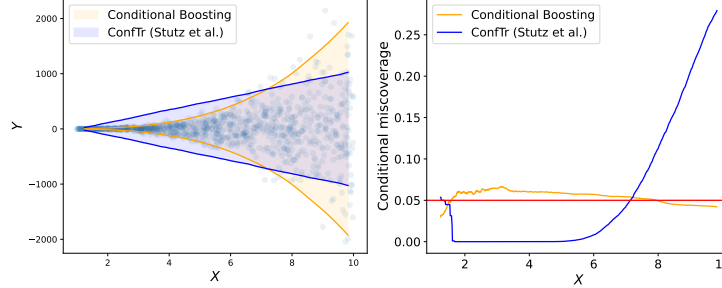 Conditional Boosting
ConfTr (Stutz et al.)
2000
1000
0
−1000
−2000
Y
2
4
6
8
10
X
Conditional Boosting
ConfTr (Stutz et al.)
0.25
0.20
0.15
0.10
0.05
0.00
Conditional miscoverage
2
4
6
8
1
X